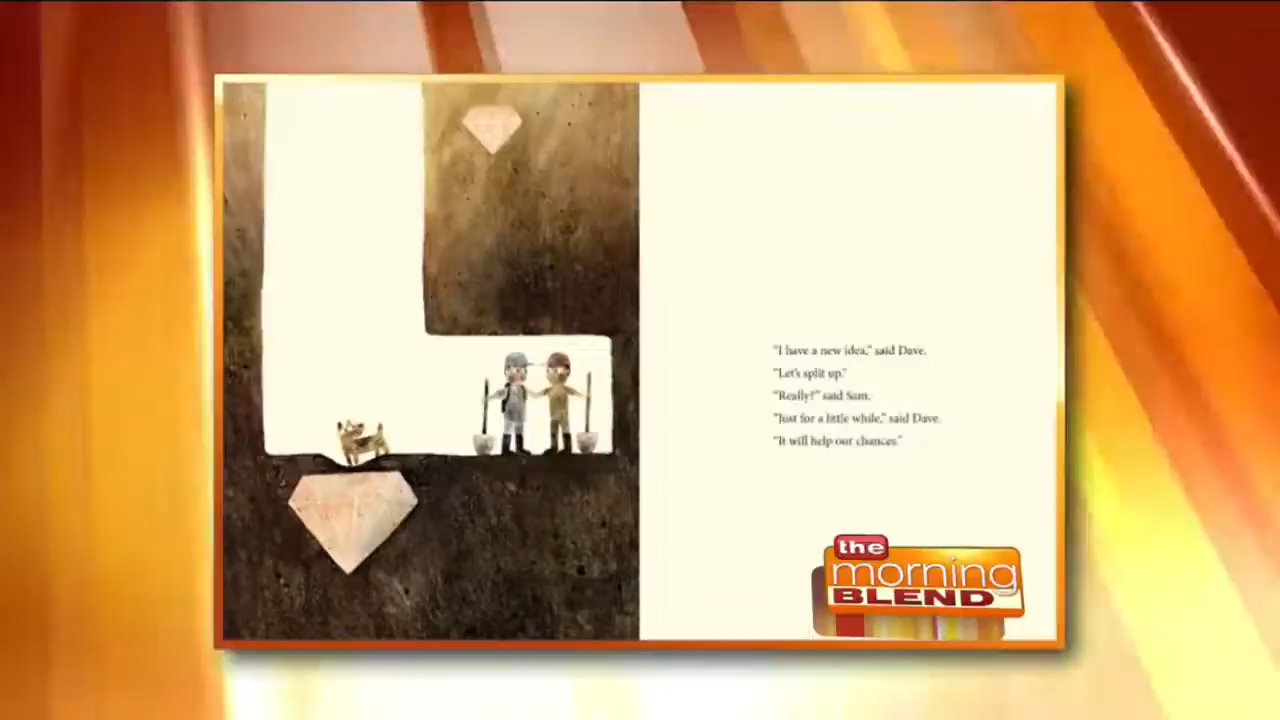 "I have a new idea," said Dave.
"Let's split up."
"Really?" said Sam.
"Just for a little while," said Dave.
"It will help our chances."
the
morning
BLEND